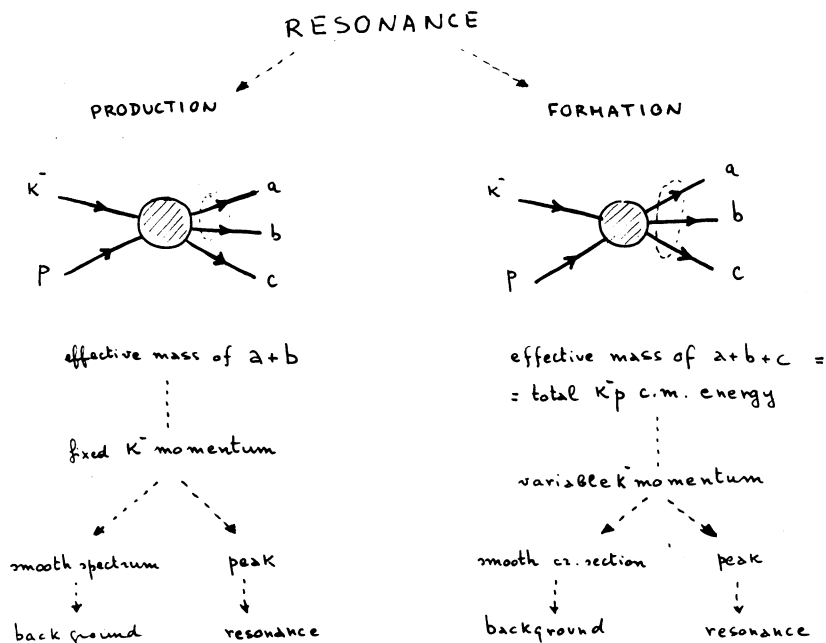 RESONANCE
PRODUCTION
K⁻
p
a
b
c
effective mass of a+b
fixed K⁻ momentum
smooth spectrum
peak
background
resonance
FORMATION
K⁻
p
a
b
c
effective mass of a+b+c =
= total K⁻p c.m. energy
variable K⁻ momentum
smooth cr. section
peak
background
resonance